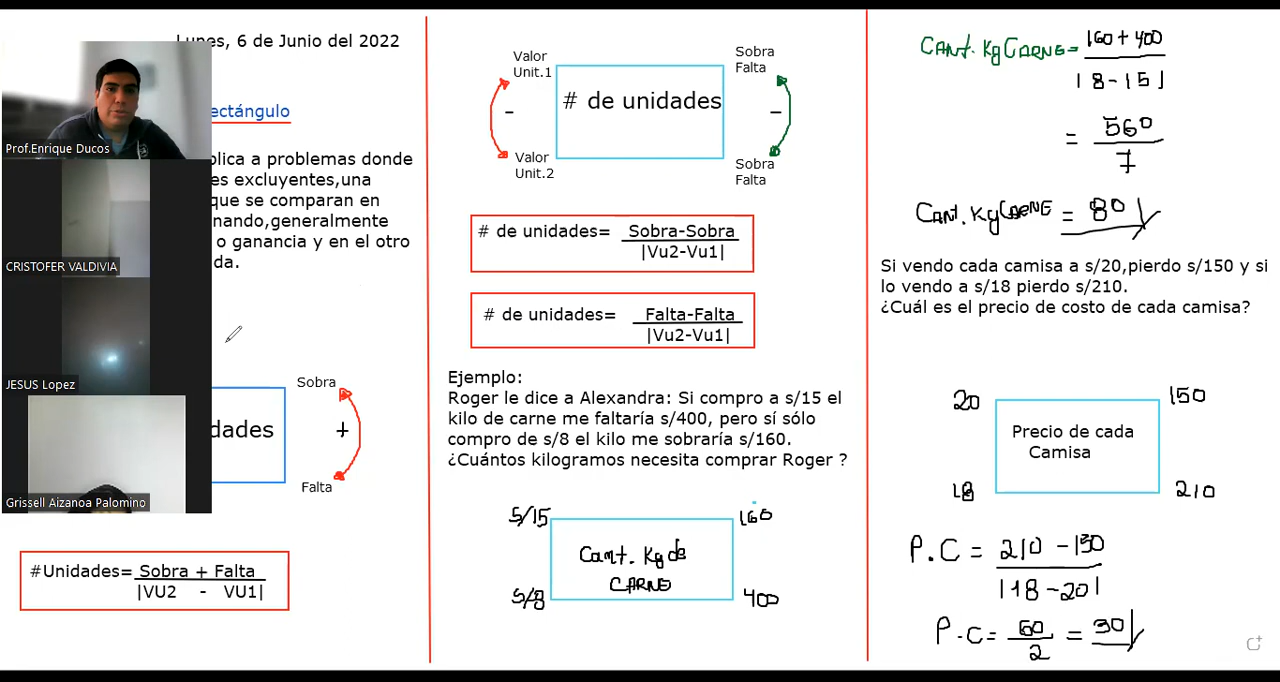 Lunes, 6 de Junio del 2022
Prof.Enrique Ducos
CRISTOFER VALDIVIA
JESUS Lopez
Grissell Aizanoa Palomino
ectángulo
plica a problemas donde
es excluyentes,una
que se comparan en
nando,generalmente
o ganancia y en el otro
da.
Sobra
dades
+
Falta
#Unidades= Sobra + Falta
|VU2 - VU1|
Valor
Unit.1
Sobra
Falta
# de unidades
-
-
Valor
Unit.2
Sobra
Falta
# de unidades= Sobra-Sobra
|Vu2-Vu1|
# de unidades= Falta-Falta
|Vu2-Vu1|
Ejemplo:
Roger le dice a Alexandra: Si compro a s/15 el
kilo de carne me faltaría s/400, pero sí sólo
compro de s/8 el kilo me sobraría s/160.
¿Cuántos kilogramos necesita comprar Roger ?
S/15
160
Cant. Kg de
CARNE
S/8
400
CANT. Kg CARNE= 160 + 400
| 8 - 15 |
= 560
7
CANT. Kg CARNE = 80
Si vendo cada camisa a s/20,pierdo s/150 y si
lo vendo a s/18 pierdo s/210.
¿Cuál es el precio de costo de cada camisa?
20
150
Precio de cada
Camisa
18
210
P.C = 210 - 150
|18 - 20|
P.C = 60 = 30
2